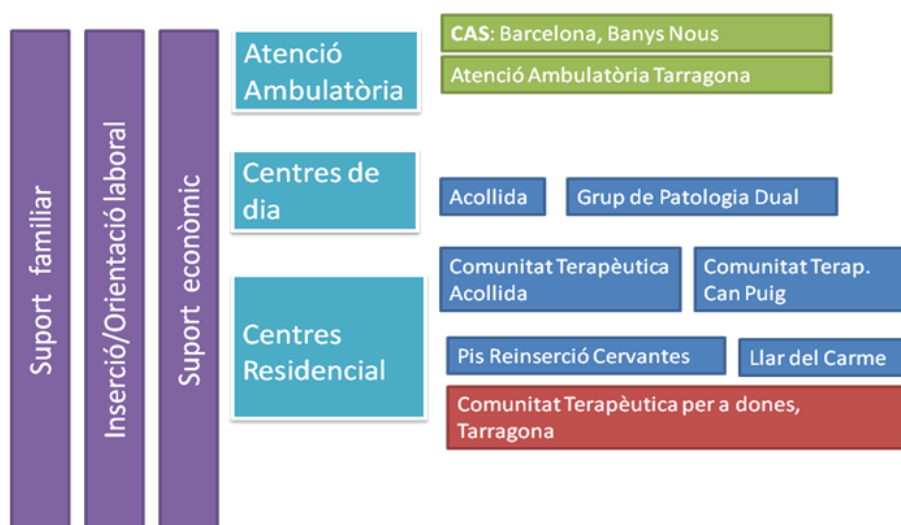 Suport familiar
Inserció/Orientació laboral
Suport econòmic
Atenció
Ambulatòria
CAS: Barcelona, Banys Nous
Atenció Ambulatòria Tarragona
Centres de
dia
Acollida
Grup de Patologia Dual
Centres
Residencial
Comunitat Terapèutica
Acollida
Comunitat Terap.
Can Puig
Pis Reinserció Cervantes
Llar del Carme
Comunitat Terapèutica per a dones,
Tarragona